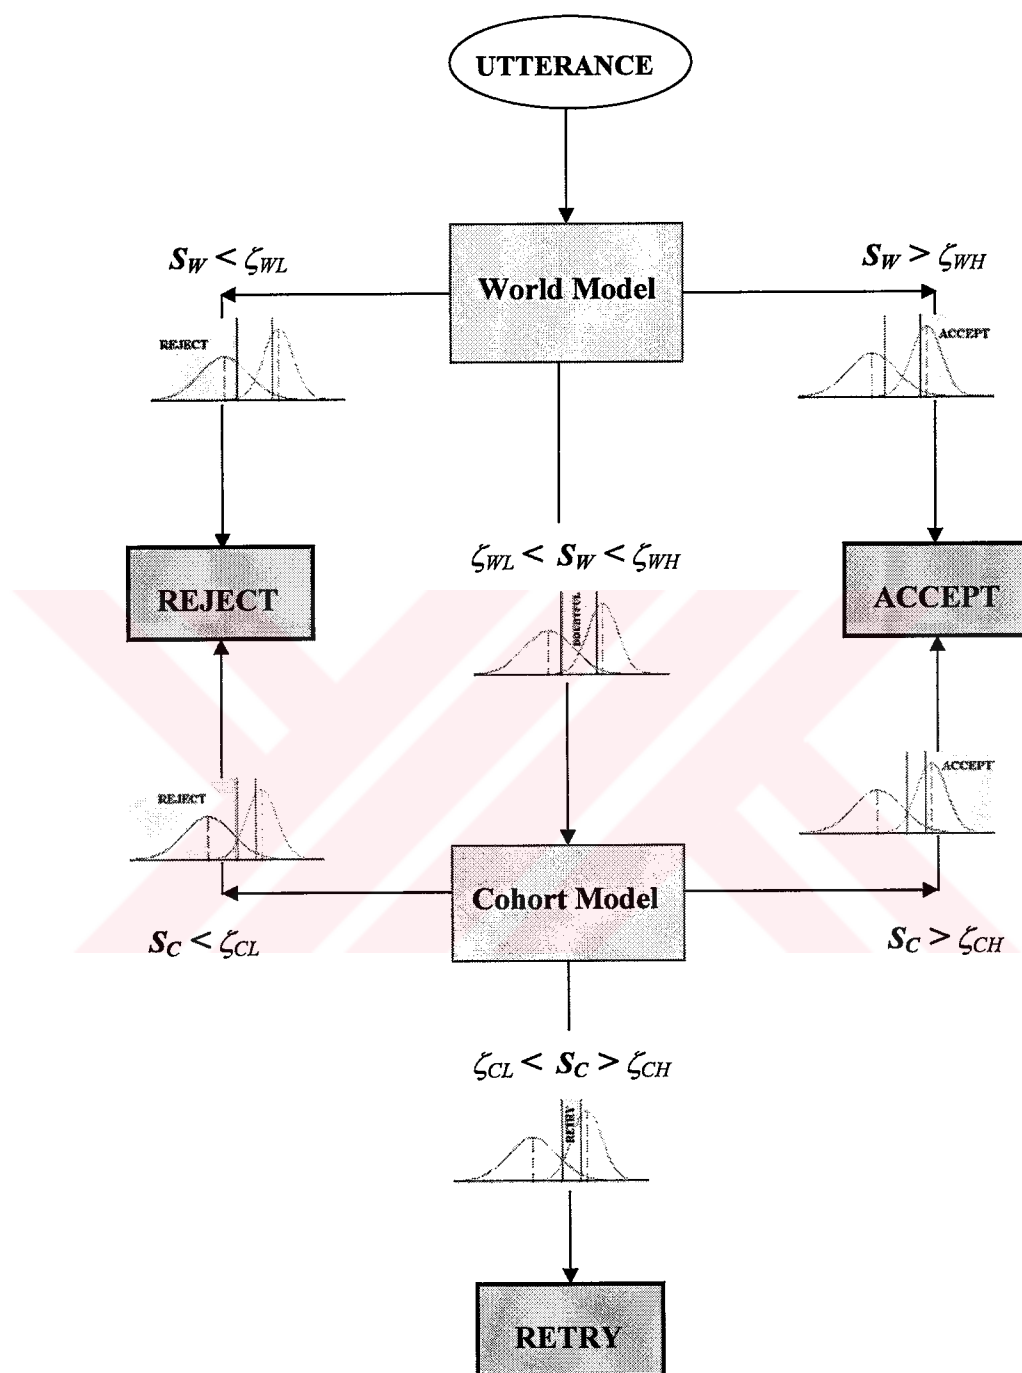 UTTERANCE
S_W < ζ_WL
S_W > ζ_WH
World Model
REJECT
ACCEPT
ζ_WL < S_W < ζ_WH
REJECT
ACCEPT
DOUBTFUL
REJECT
ACCEPT
Cohort Model
S_C < ζ_CL
S_C > ζ_CH
ζ_CL < S_C > ζ_CH
RETRY
RETRY